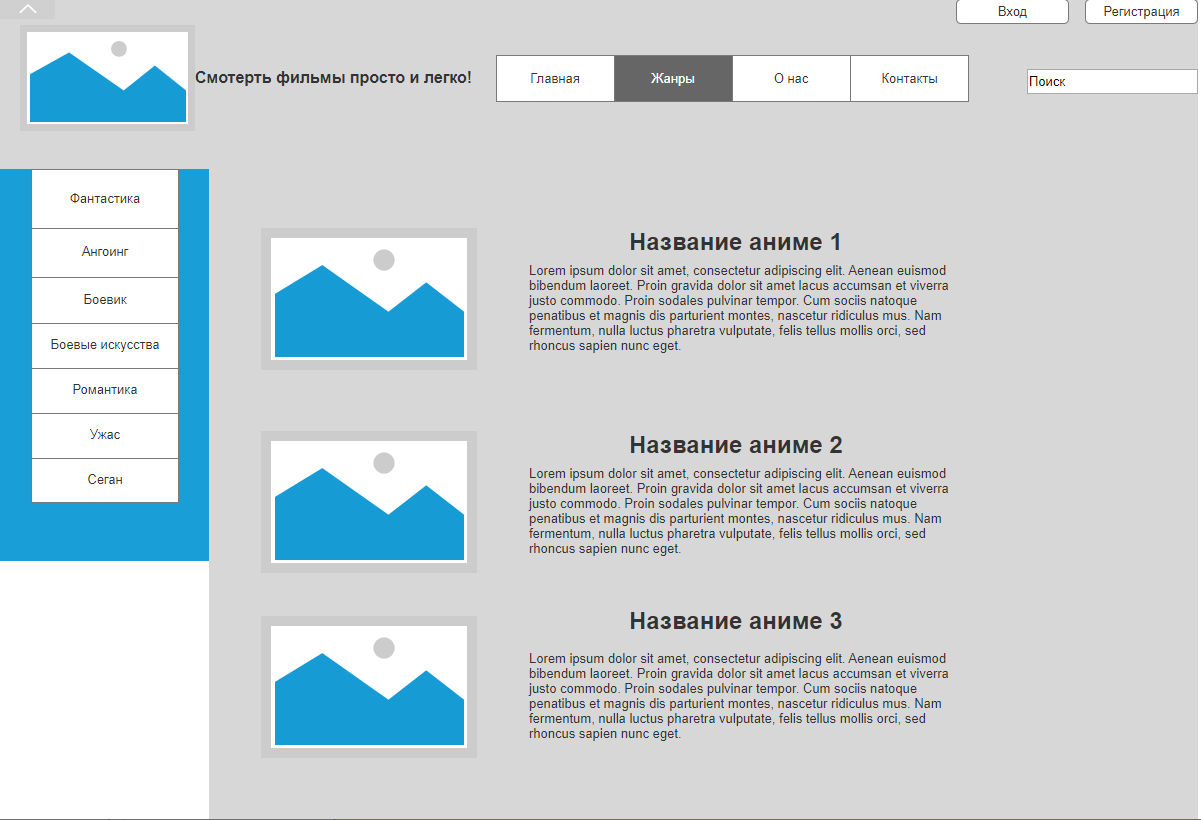 Вход
Регистрация
Смотерть фильмы просто и легко!
Главная
Жанры
О нас
Контакты
Поиск
Фантастика
Ангоинг
Боевик
Боевые искусства
Романтика
Ужас
Сеган
Название аниме 1
Lorem ipsum dolor sit amet, consectetur adipiscing elit. Aenean euismod
bibendum laoreet. Proin gravida dolor sit amet lacus accumsan et viverra
justo commodo. Proin sodales pulvinar tempor. Cum sociis natoque
penatibus et magnis dis parturient montes, nascetur ridiculus mus. Nam
fermentum, nulla luctus pharetra vulputate, felis tellus mollis orci, sed
rhoncus sapien nunc eget.
Название аниме 2
Lorem ipsum dolor sit amet, consectetur adipiscing elit. Aenean euismod
bibendum laoreet. Proin gravida dolor sit amet lacus accumsan et viverra
justo commodo. Proin sodales pulvinar tempor. Cum sociis natoque
penatibus et magnis dis parturient montes, nascetur ridiculus mus. Nam
fermentum, nulla luctus pharetra vulputate, felis tellus mollis orci, sed
rhoncus sapien nunc eget.
Название аниме 3
Lorem ipsum dolor sit amet, consectetur adipiscing elit. Aenean euismod
bibendum laoreet. Proin gravida dolor sit amet lacus accumsan et viverra
justo commodo. Proin sodales pulvinar tempor. Cum sociis natoque
penatibus et magnis dis parturient montes, nascetur ridiculus mus. Nam
fermentum, nulla luctus pharetra vulputate, felis tellus mollis orci, sed
rhoncus sapien nunc eget.